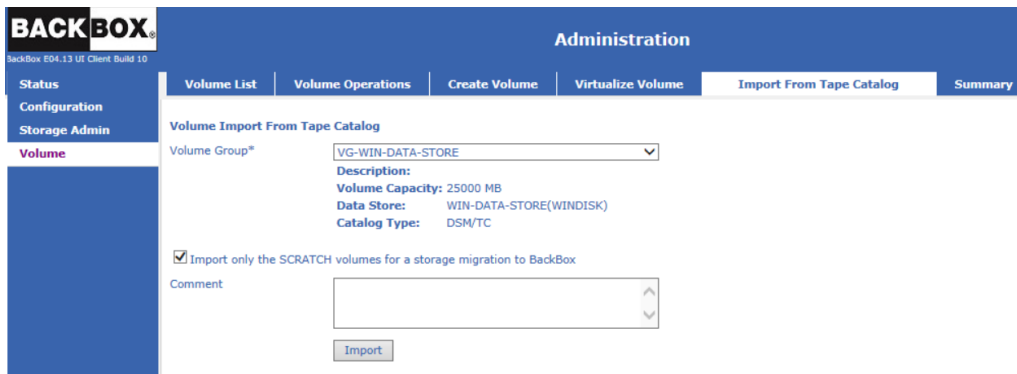 BACKBOX®
BackBox E04.13 UI Client Build 10
Administration
Status
Configuration
Storage Admin
Volume
Volume List
Volume Operations
Create Volume
Virtualize Volume
Import From Tape Catalog
Summary
Volume Import From Tape Catalog
Volume Group*
VG-WIN-DATA-STORE
Description:
Volume Capacity: 25000 MB
Data Store: WIN-DATA-STORE(WINDISK)
Catalog Type: DSM/TC
Import only the SCRATCH volumes for a storage migration to BackBox
Comment
Import